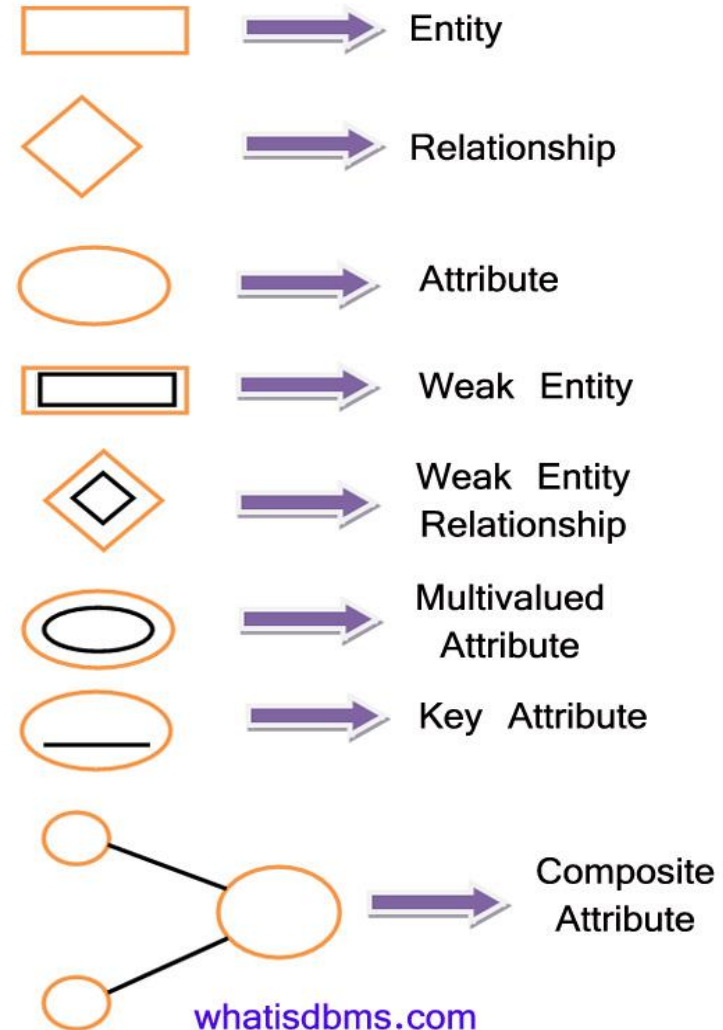 Entity
Relationship
Attribute
Weak Entity
Weak Entity
Relationship
Multivalued
Attribute
Key Attribute
Composite
Attribute
whatisdbms.com